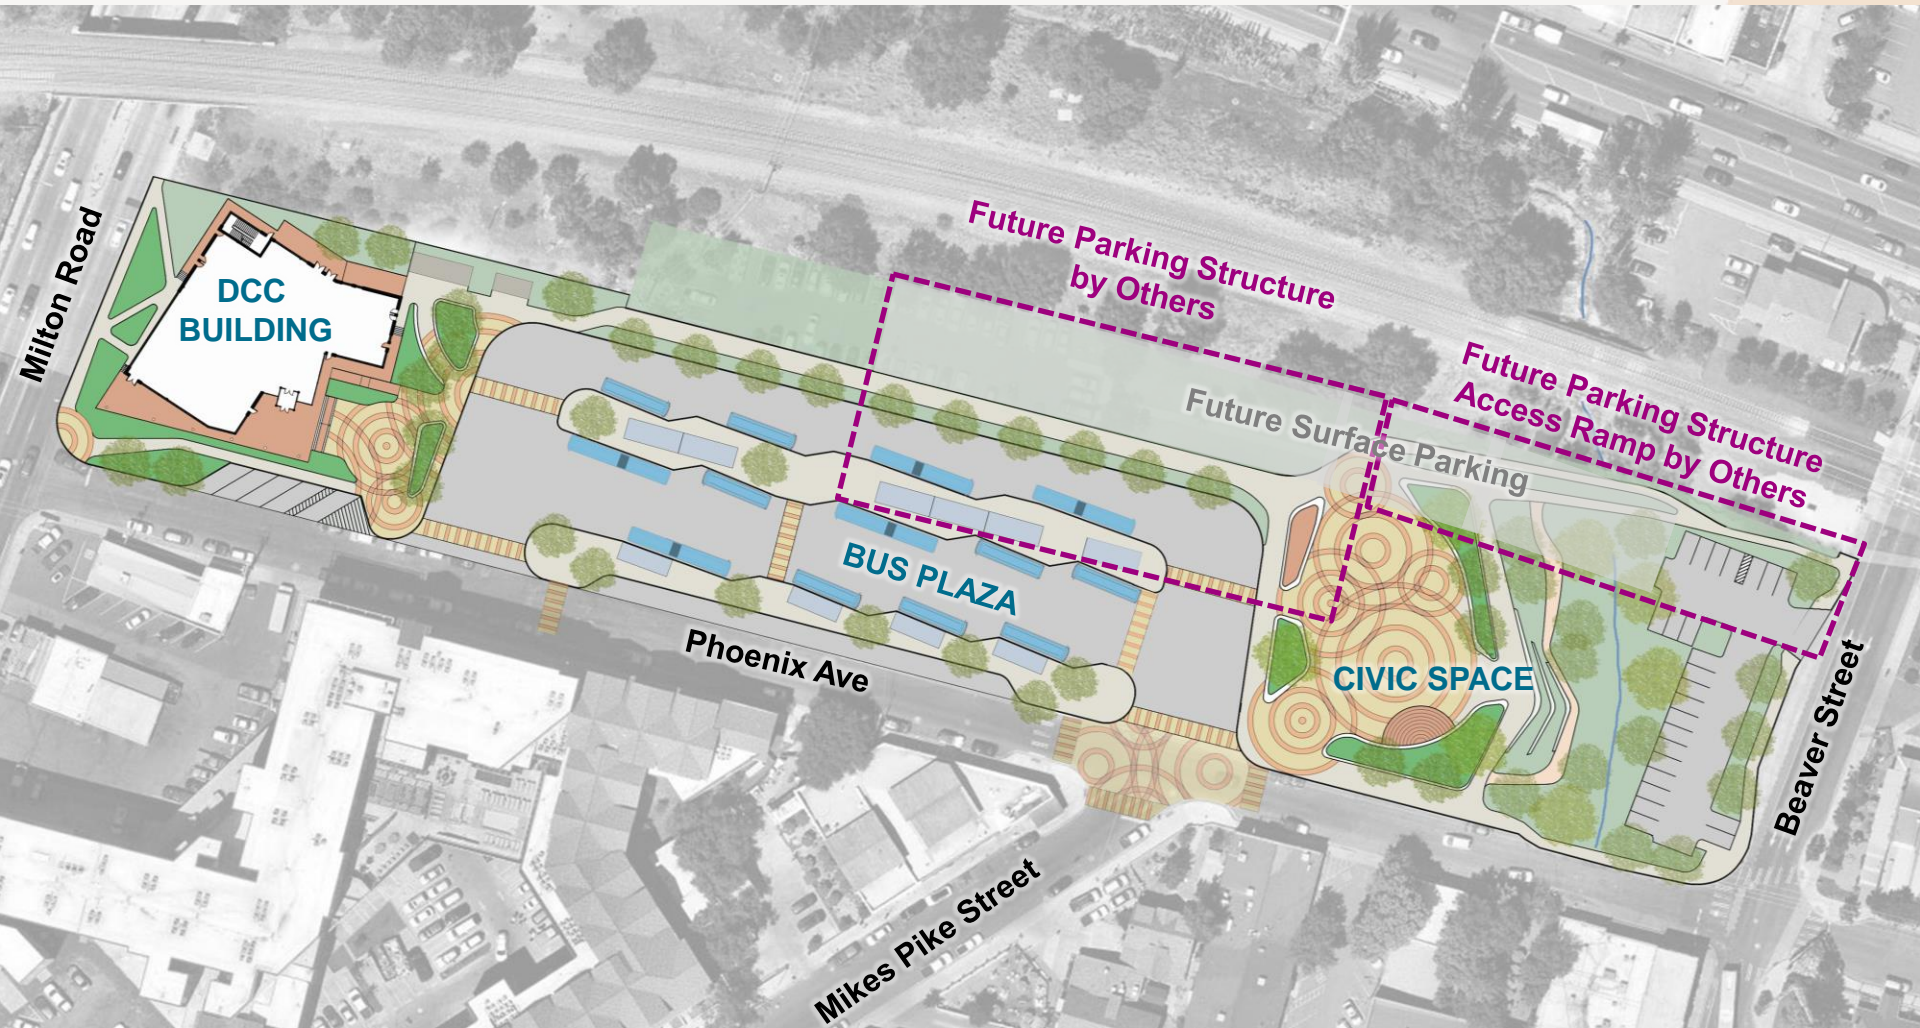 Future Parking Structure
by Others
Milton Road
DCC
BUILDING
Future Parking Structure
Access Ramp by Others
Future Surface Parking
BUS PLAZA
Phoenix Ave
CIVIC SPACE
Beaver Street
Mikes Pike Street